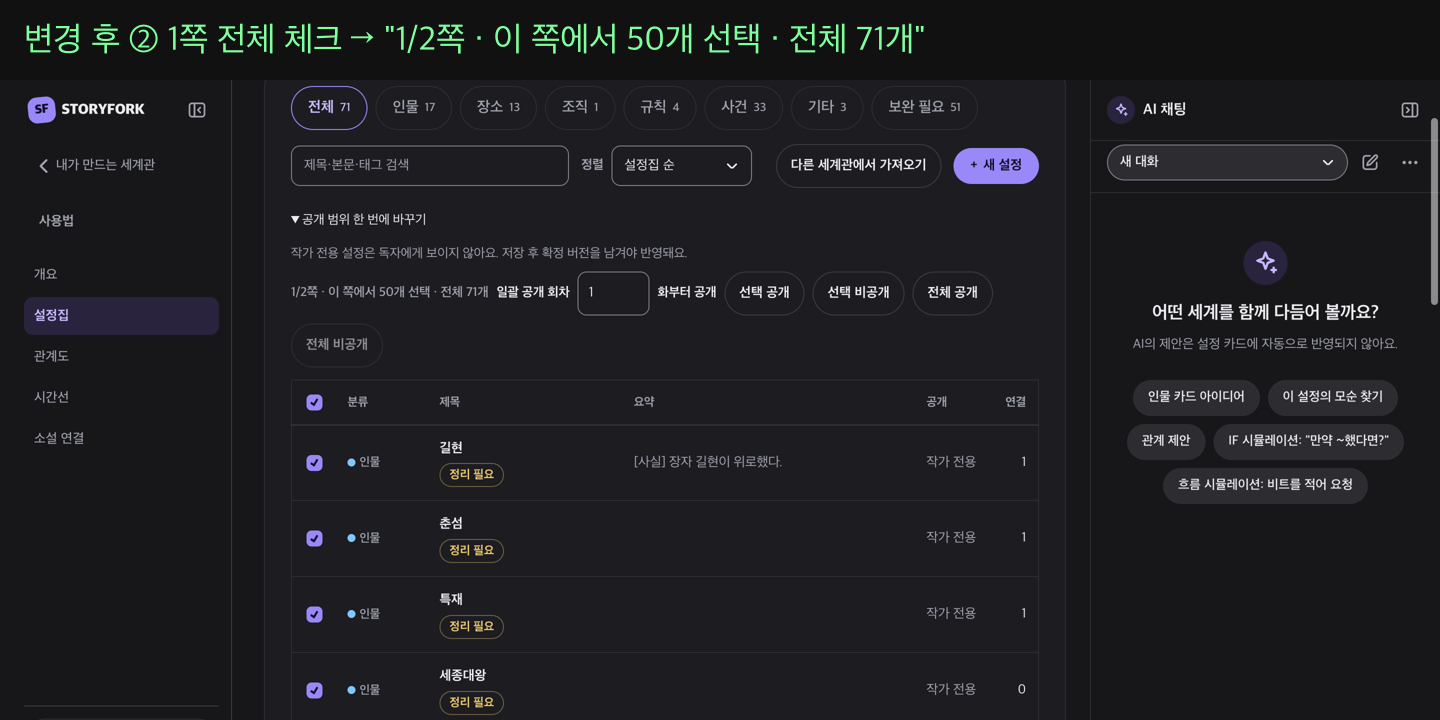 변경 후 ② 1쪽 전체 체크 → "1/2쪽 · 이 쪽에서 50개 선택 · 전체 71개"
SF STORYFORK
내가 만드는 세계관
사용법
개요
설정집
관계도
시간선
소설 연결
전체 71 인물 17 장소 13 조직 1 규칙 4 사건 33 기타 3 보완 필요 51
제목·본문·태그 검색 정렬 설정집 순 다른 세계관에서 가져오기 + 새 설정
▼ 공개 범위 한 번에 바꾸기
작가 전용 설정은 독자에게 보이지 않아요. 저장 후 확정 버전을 남겨야 반영돼요.
1/2쪽 · 이 쪽에서 50개 선택 · 전체 71개 일괄 공개 회차 1 화부터 공개 선택 공개 선택 비공개 전체 공개
전체 비공개
분류 제목 요약 공개 연결
인물 길현 [사실] 장자 길현이 위로했다. 작가 전용 1
정리 필요
인물 춘섬 작가 전용 1
정리 필요
인물 특재 작가 전용 1
정리 필요
인물 세종대왕 작가 전용 0
정리 필요
AI 채팅
새 대화
어떤 세계를 함께 다듬어 볼까요?
AI의 제안은 설정 카드에 자동으로 반영되지 않아요.
인물 카드 아이디어 이 설정의 모순 찾기
관계 제안 IF 시뮬레이션: "만약 ~했다면?"
흐름 시뮬레이션: 비트를 적어 요청